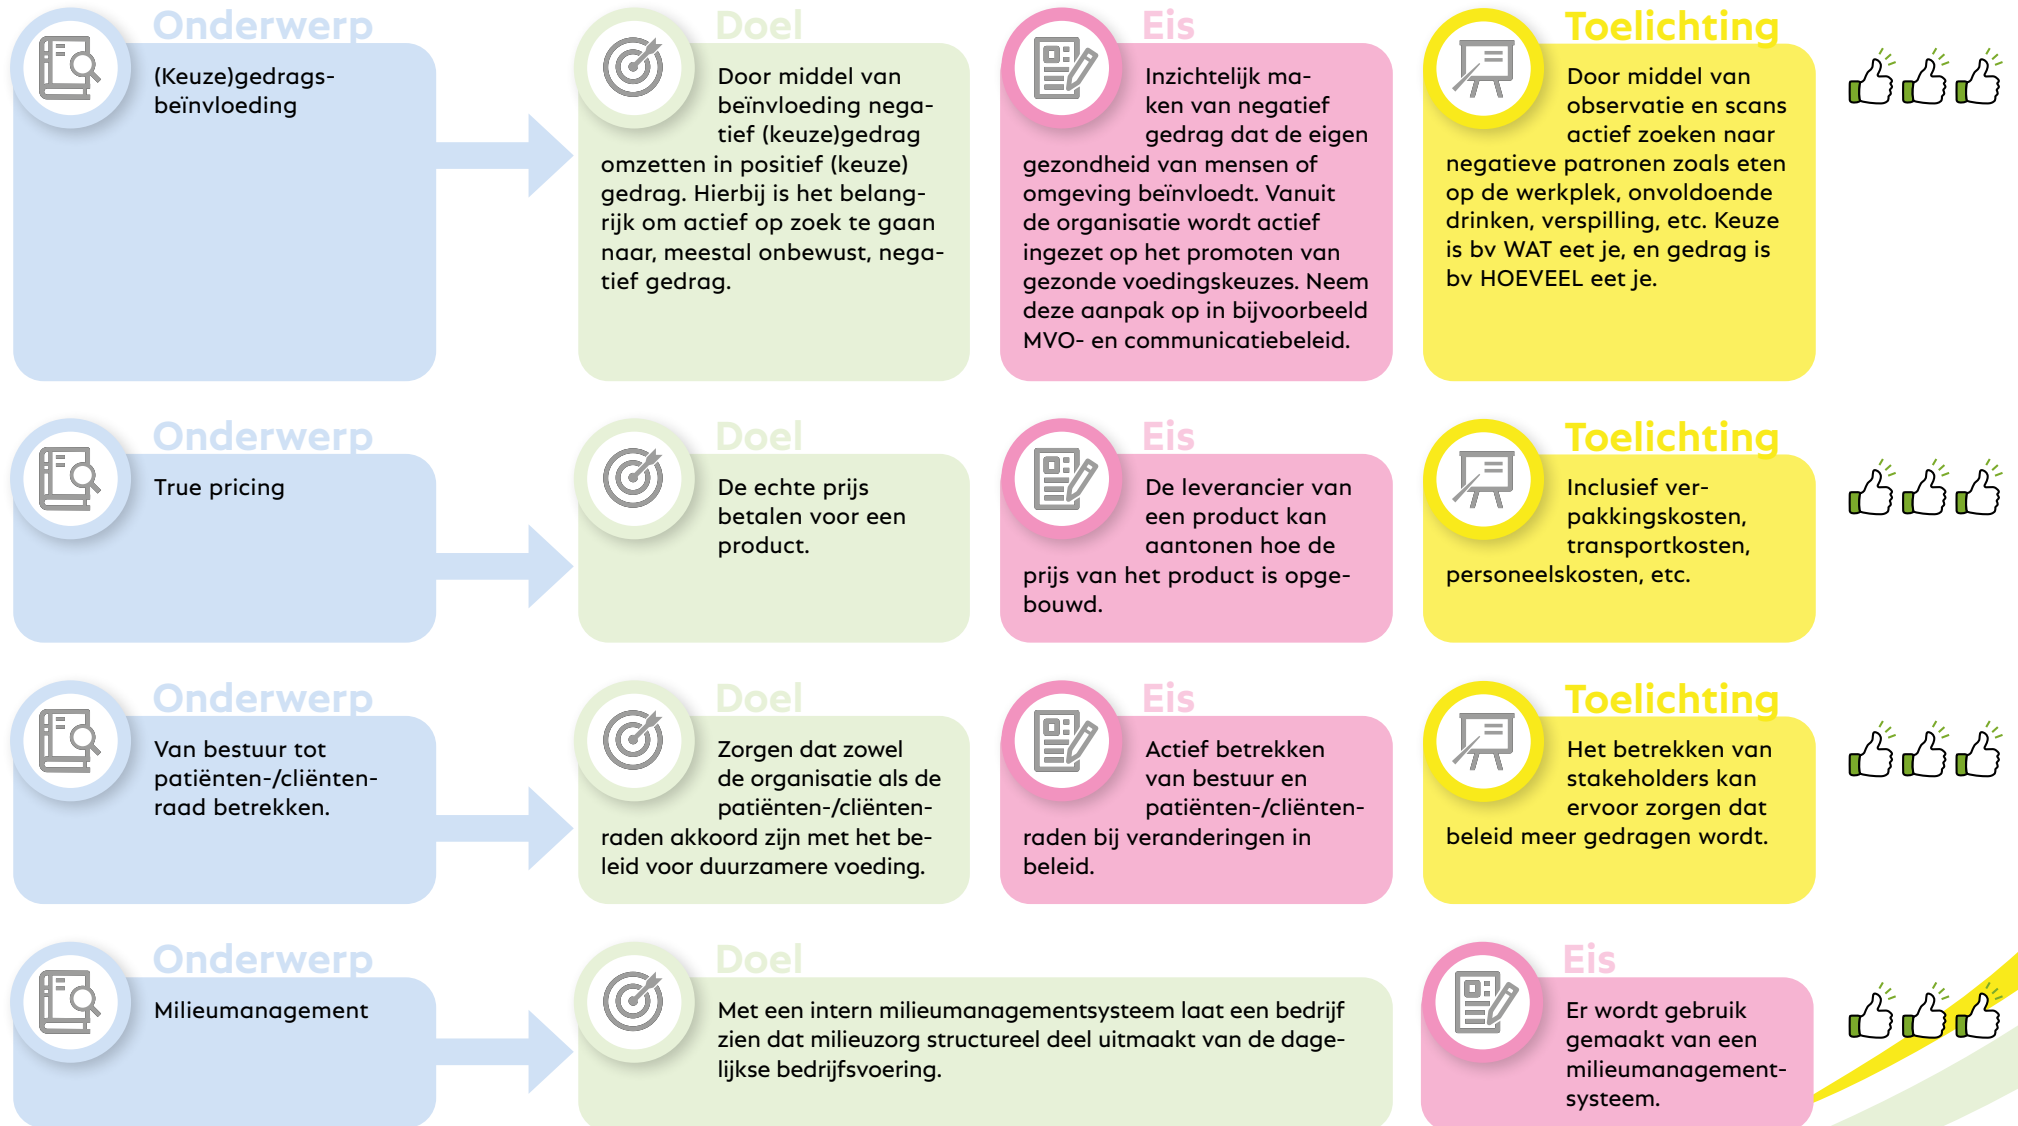 Onderwerp
(Keuze)gedrags-
beïnvloeding
Doel
Door middel van
beïnvloeding nega-
tief (keuze)gedrag
omzetten in positief (keuze)
gedrag. Hierbij is het belang-
rijk om actief op zoek te gaan
naar, meestal onbewust, nega-
tief gedrag.
Eis
Inzichtelijk ma-
ken van negatief
gedrag dat de eigen
gezondheid van mensen of
omgeving beïnvloedt. Vanuit
de organisatie wordt actief
ingezet op het promoten van
gezonde voedingskeuzes. Neem
deze aanpak op in bijvoorbeeld
MVO- en communicatiebeleid.
Toelichting
Door middel van
observatie en scans
actief zoeken naar
negatieve patronen zoals eten
op de werkplek, onvoldoende
drinken, verspilling, etc. Keuze
is bv WAT eet je, en gedrag is
bv HOEVEEL eet je.
Onderwerp
True pricing
Doel
De echte prijs
betalen voor een
product.
Eis
De leverancier van
een product kan
aantonen hoe de
prijs van het product is opge-
bouwd.
Toelichting
Inclusief ver-
pakkingskosten,
transportkosten,
personeelskosten, etc.
Onderwerp
Van bestuur tot
patiënten-/cliënten-
raad betrekken.
Doel
Zorgen dat zowel
de organisatie als de
patiënten-/cliënten-
raden akkoord zijn met het be-
leid voor duurzamere voeding.
Eis
Actief betrekken
van bestuur en
patiënten-/cliënten-
raden bij veranderingen in
beleid.
Toelichting
Het betrekken van
stakeholders kan
ervoor zorgen dat
beleid meer gedragen wordt.
Onderwerp
Milieumanagement
Doel
Met een intern milieumanagementsysteem laat een bedrijf
zien dat milieuzorg structureel deel uitmaakt van de dage-
lijkse bedrijfsvoering.
Eis
Er wordt gebruik
gemaakt van een
milieumanagement-
systeem.